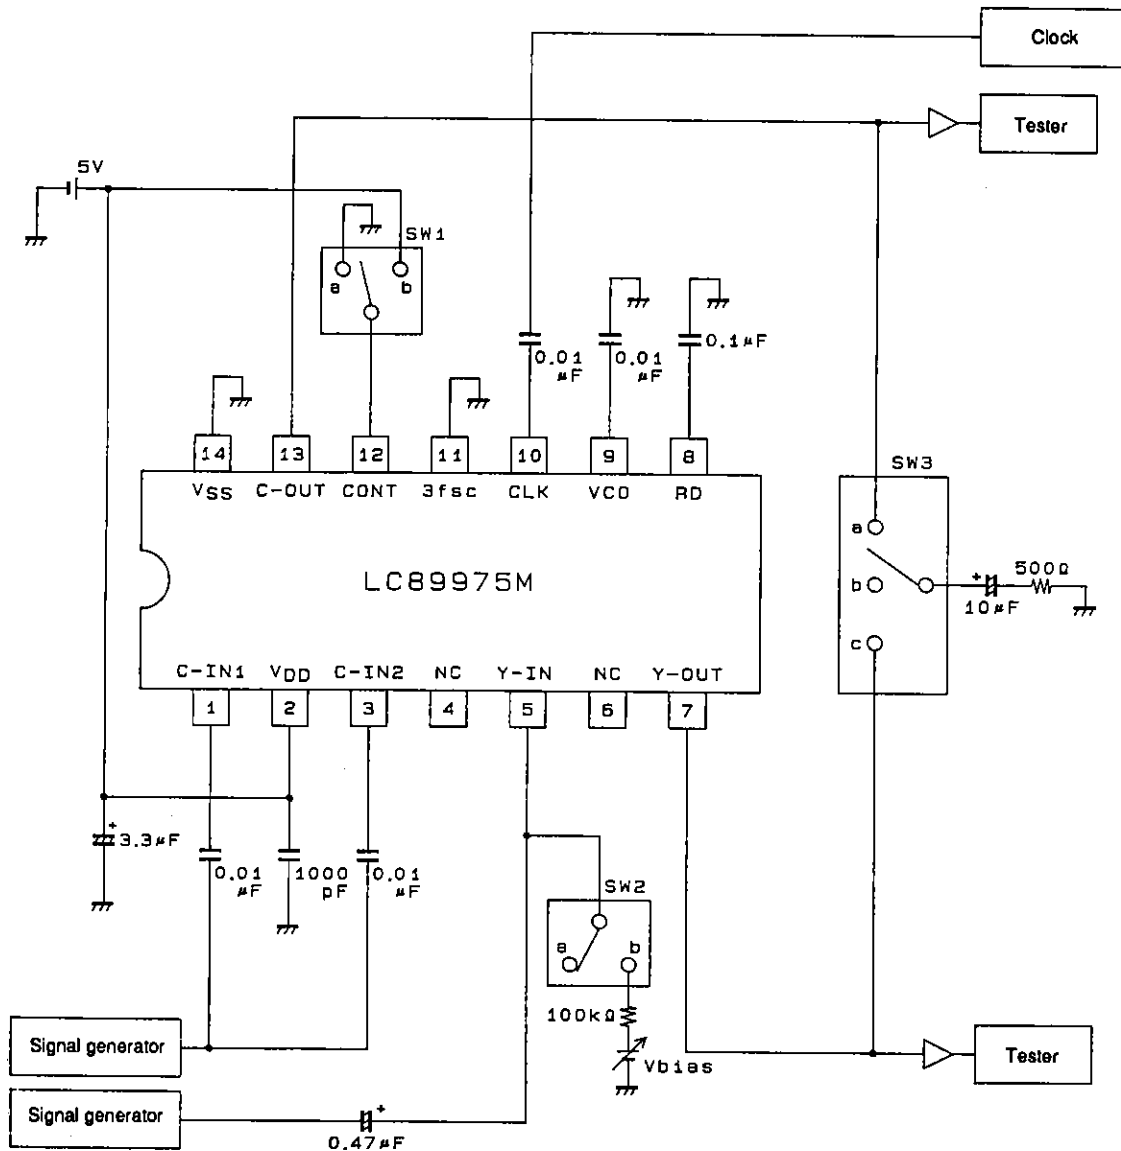 Clock
Tester
5V
SW1
a
b
0.01
μF
0.01
μF
0.1μF
14
13
12
11
10
9
8
VSS
C-OUT
CONT
3fsc
CLK
VCO
RD
SW3
a
b
c
500Ω
+
10μF
LC89975M
C-IN1
VDD
C-IN2
NC
Y-IN
NC
Y-OUT
1
2
3
4
5
6
7
+
3.3μF
0.01
μF
1000
pF
0.01
μF
SW2
a
b
100kΩ
Vbias
Signal generator
Tester
Signal generator
+
0.47μF